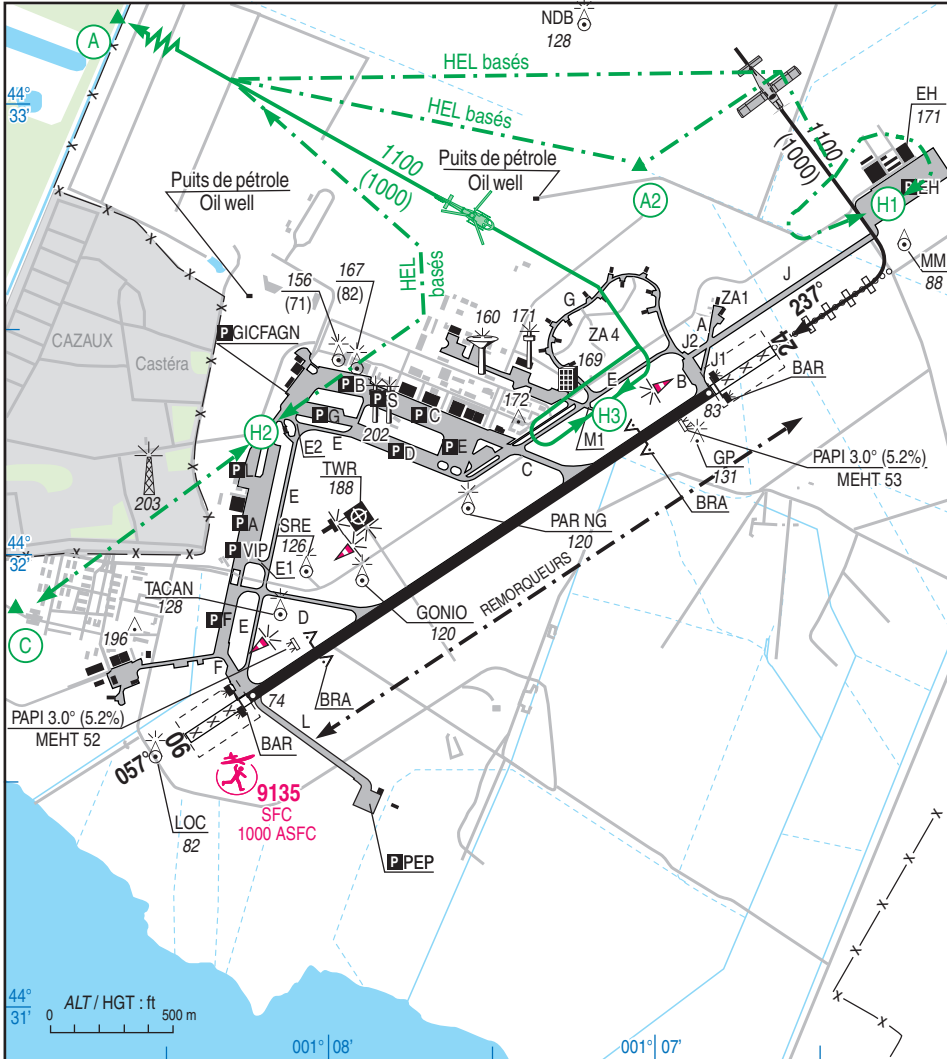 NDB
128
A
HEL basés
44°
33'
HEL basés
EH
171
1100
(1000)
1100
(1000)
Puits de pétrole
Oil well
Puits de pétrole
Oil well
A2
P EH
H1
HEL
basés
MM
88
J
156
(71)
167
(82)
160
171
G
ZA 4
ZA1
A
237°
24
P GICFAGN
CAZAUX
Castéra
169
J2
J1
E
B
BAR
P B
P S
P C
P G
172
H3
83
H2
202
E2
E
P D
P E
M1
C
GP
131
PAPI 3.0° (5.2%)
MEHT 53
P L
TWR
188
BRA
203
E
P A
SRE
126
PAR NG
120
44°
32'
P VIP
E1
REMORQUEURS
TACAN
128
D
GONIO
120
C
P F
E
196
F
74
BRA
L
PAPI 3.0° (5.2%)
MEHT 52
BAR
06
057°
9135
SFC
1000 ASFC
LOC
82
P PEP
44°
31'
ALT / HGT : ft
0
500 m
001° 08'
001° 07'